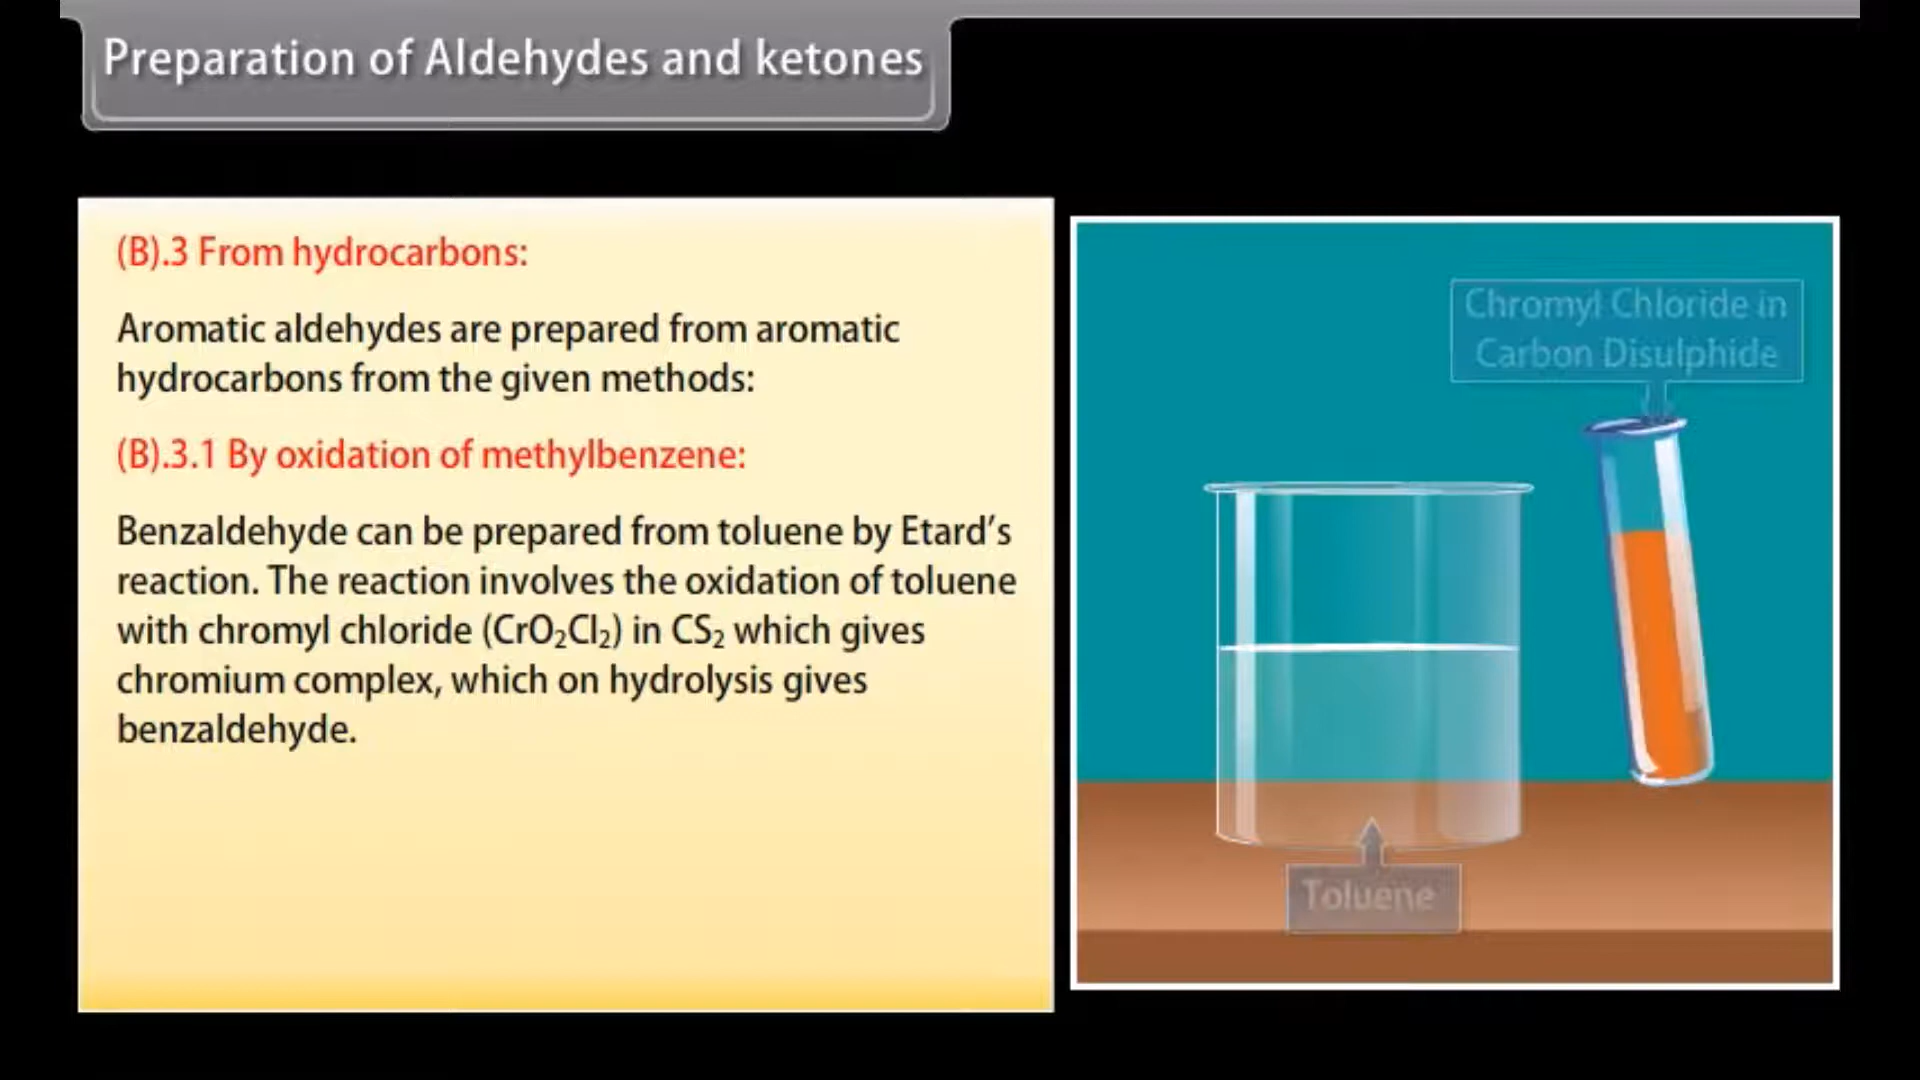 Preparation of Aldehydes and ketones
(B).3 From hydrocarbons:
Aromatic aldehydes are prepared from aromatic
hydrocarbons from the given methods:
(B).3.1 By oxidation of methylbenzene:
Benzaldehyde can be prepared from toluene by Etard’s
reaction. The reaction involves the oxidation of toluene
with chromyl chloride (CrO₂Cl₂) in CS₂ which gives
chromium complex, which on hydrolysis gives
benzaldehyde.
Chromyl Chloride in
Carbon Disulphide
Toluene